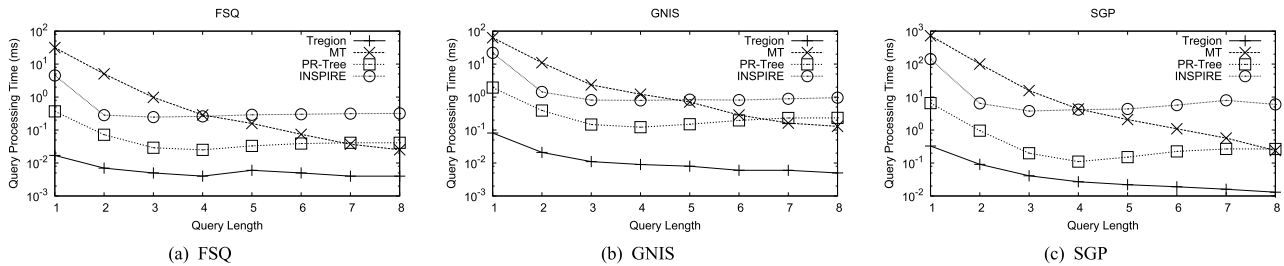 FSQ
Query Processing Time (ms)
10^2
10^1
10^0
10^-1
10^-2
10^-3
Tregion
MT
PR-Tree
INSPIRE
1 2 3 4 5 6 7 8
Query Length
(a) FSQ
GNIS
Query Processing Time (ms)
10^2
10^1
10^0
10^-1
10^-2
10^-3
Tregion
MT
PR-Tree
INSPIRE
1 2 3 4 5 6 7 8
Query Length
(b) GNIS
SGP
Query Processing Time (ms)
10^3
10^2
10^1
10^0
10^-1
10^-2
Tregion
MT
PR-Tree
INSPIRE
1 2 3 4 5 6 7 8
Query Length
(c) SGP